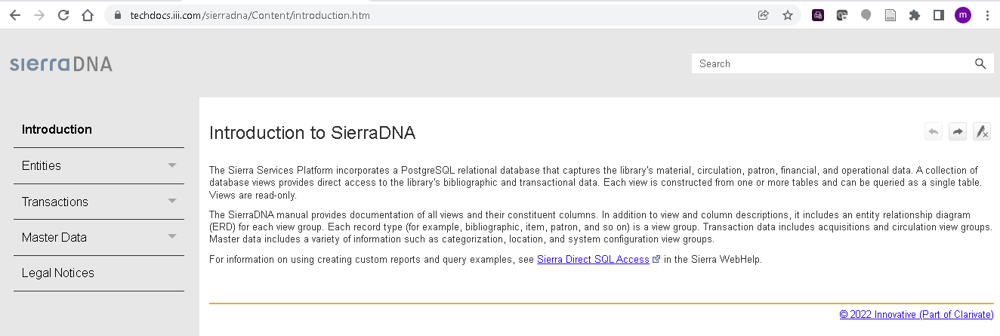 techdocs.iii.com/sierradna/Content/introduction.htm
m
sierraDNA
Search
Introduction
Entities
Transactions
Master Data
Legal Notices
Introduction to SierraDNA
The Sierra Services Platform incorporates a PostgreSQL relational database that captures the library's material, circulation, patron, financial, and operational data. A collection of
database views provides direct access to the library's bibliographic and transactional data. Each view is constructed from one or more tables and can be queried as a single table.
Views are read-only.
The SierraDNA manual provides documentation of all views and their constituent columns. In addition to view and column descriptions, it includes an entity relationship diagram
(ERD) for each view group. Each record type (for example, bibliographic, item, patron, and so on) is a view group. Transaction data includes acquisitions and circulation view groups.
Master data includes a variety of information such as categorization, location, and system configuration view groups.
For information on using creating custom reports and query examples, see Sierra Direct SQL Access in the Sierra WebHelp.
© 2022 Innovative (Part of Clarivate)